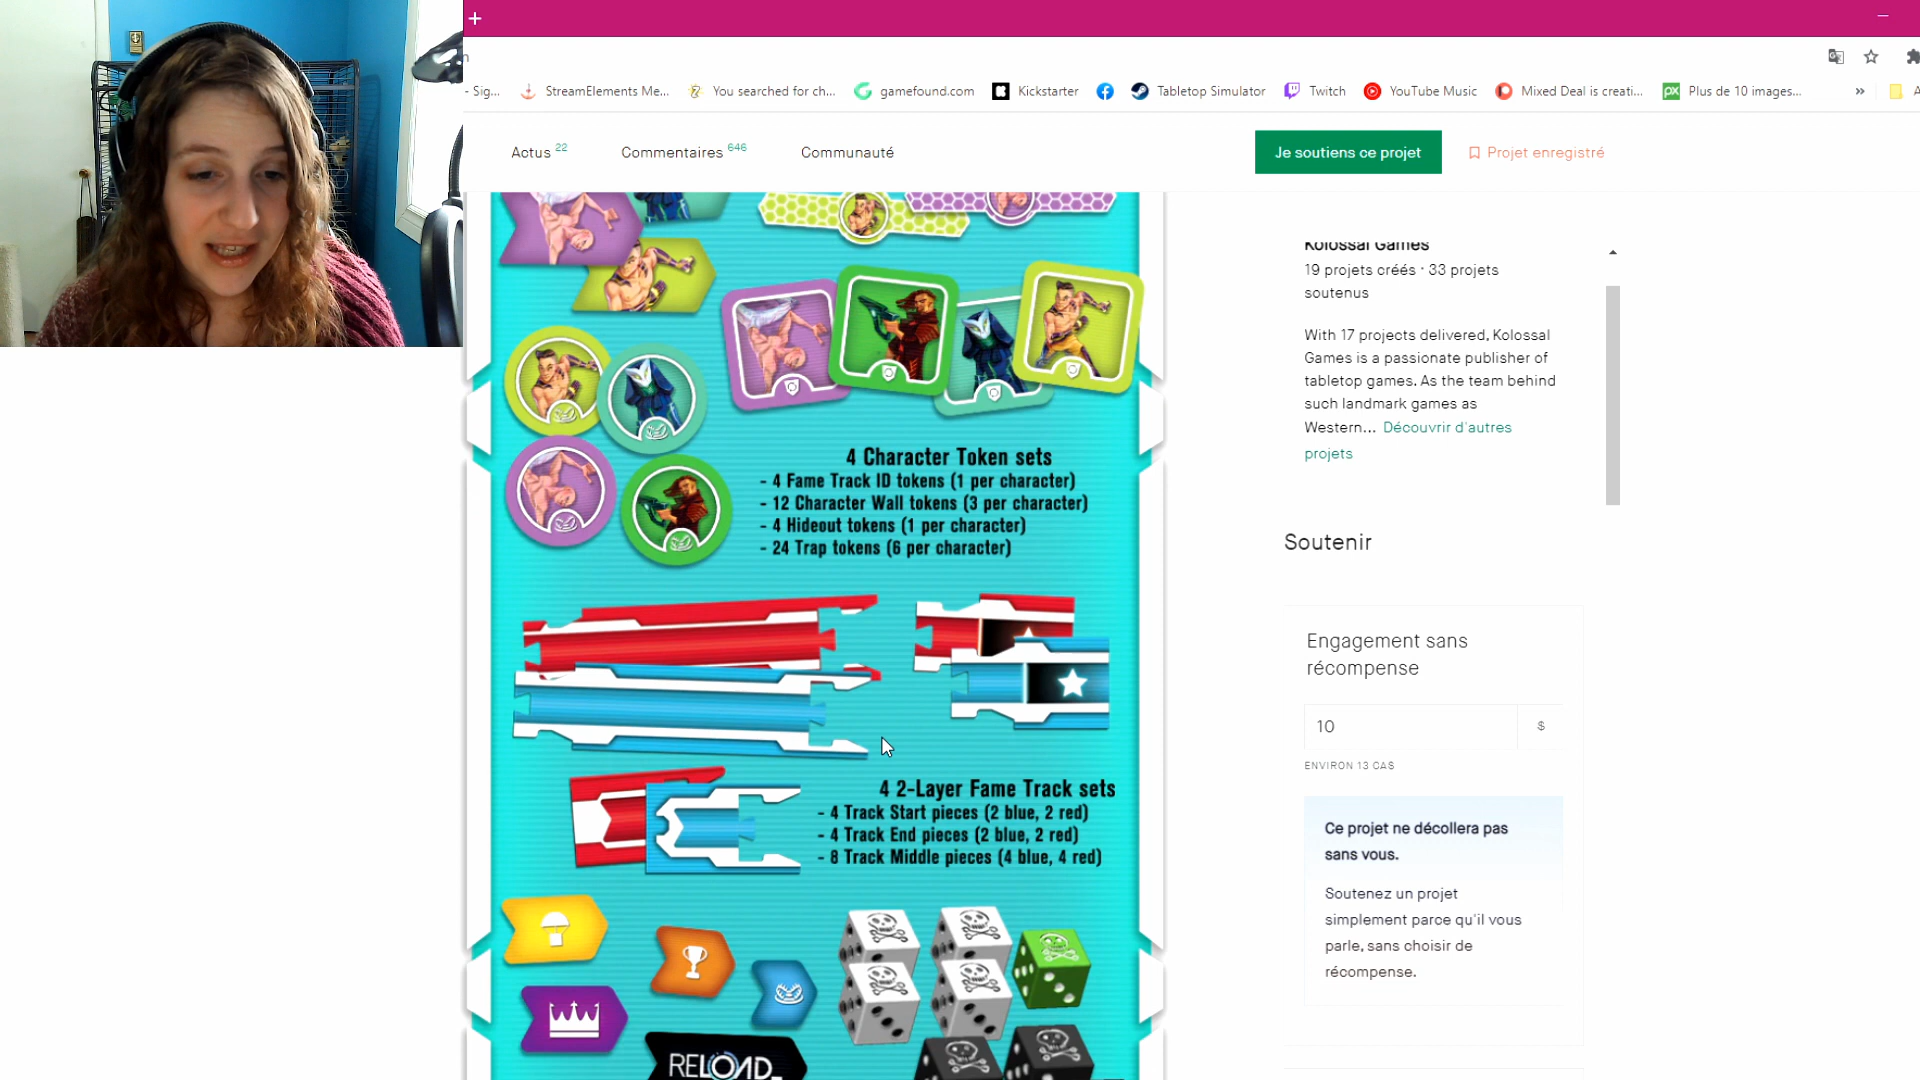 - Sig...
StreamElements Me...
You searched for ch...
gamefound.com
Kickstarter
Tabletop Simulator
Twitch
YouTube Music
Mixed Deal is creati...
Plus de 10 images...
Actus 22
Commentaires 646
Communauté
Je soutiens ce projet
Projet enregistré
4 Character Token sets
- 4 Fame Track ID tokens (1 per character)
- 12 Character Wall tokens (3 per character)
- 4 Hideout tokens (1 per character)
- 24 Trap tokens (6 per character)
4 2-Layer Fame Track sets
- 4 Track Start pieces (2 blue, 2 red)
- 4 Track End pieces (2 blue, 2 red)
- 8 Track Middle pieces (4 blue, 4 red)
RELOAD_
Kolossal Games
19 projets créés · 33 projets
soutenus
With 17 projects delivered, Kolossal
Games is a passionate publisher of
tabletop games. As the team behind
such landmark games as
Western... Découvrir d'autres
projets
Soutenir
Engagement sans
récompense
10 $
ENVIRON 13 CA$
Ce projet ne décollera pas
sans vous.
Soutenez un projet
simplement parce qu'il vous
parle, sans choisir de
récompense.